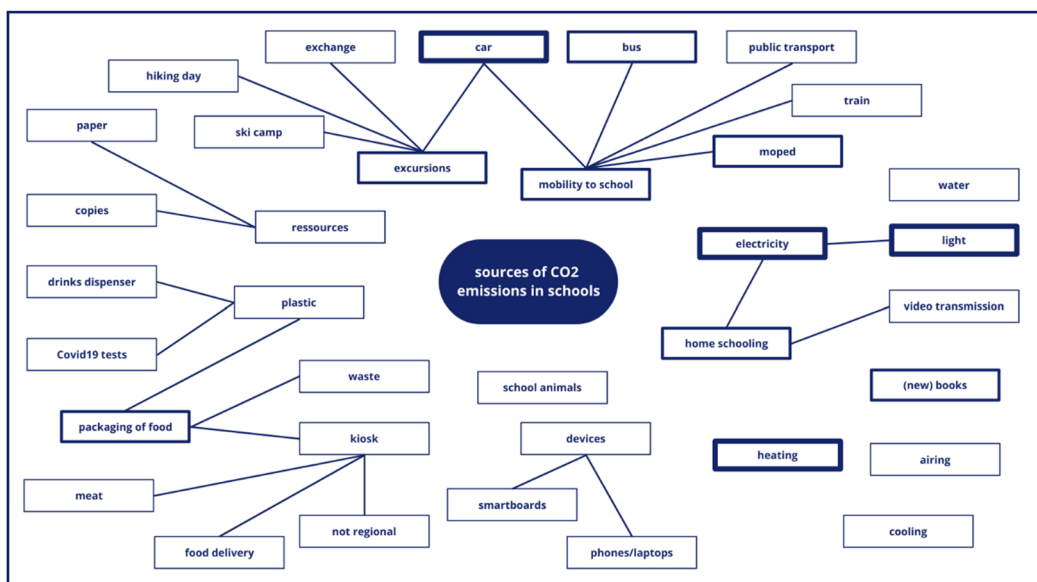 exchange
car
bus
public transport
hiking day
train
paper
ski camp
moped
excursions
mobility to school
water
copies
ressources
electricity
light
sources of CO2
emissions in schools
drinks dispenser
plastic
video transmission
Covid19 tests
home schooling
waste
school animals
(new) books
packaging of food
kiosk
devices
heating
airing
meat
smartboards
not regional
cooling
food delivery
phones/laptops